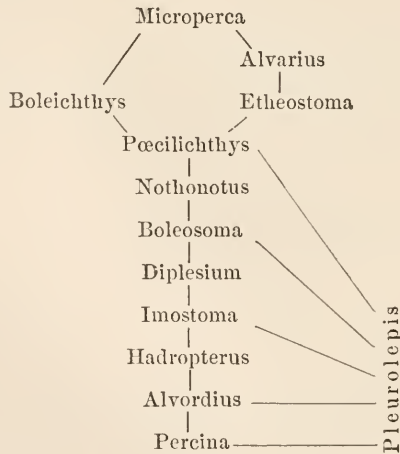 Microperca
Alvarius
Boleichthys
Etheostoma
Pœcilichthys
Nothonotus
Boleosoma
Diplesium
Imostoma
Hadropterus
Alvordius
Percina
Pleurolepis